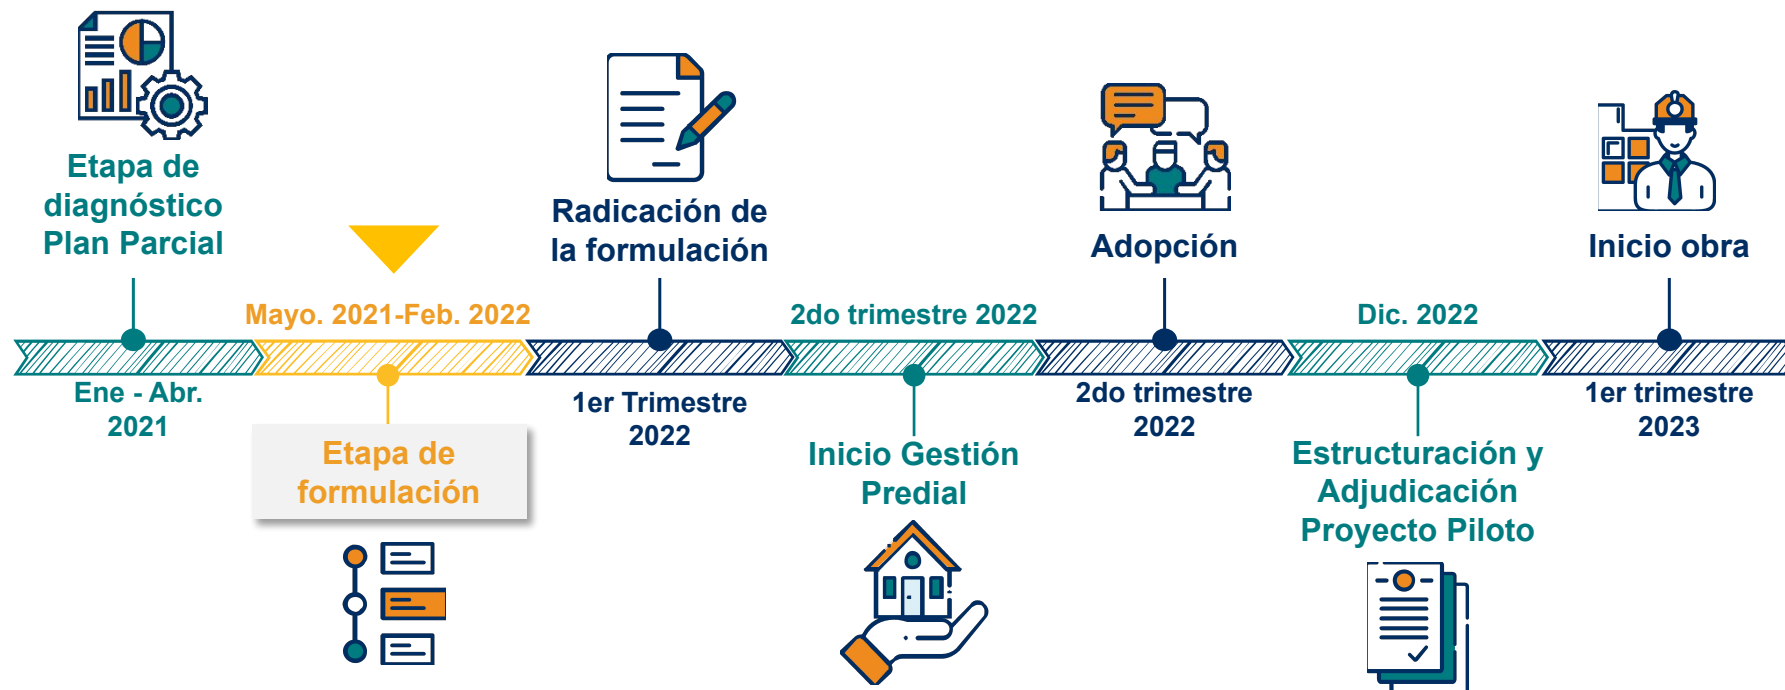 Etapa de
diagnóstico
Plan Parcial
Ene - Abr.
2021
Mayo. 2021-Feb. 2022
Etapa de
formulación
Radicación de
la formulación
1er Trimestre
2022
2do trimestre 2022
Inicio Gestión
Predial
Adopción
2do trimestre
2022
Dic. 2022
Estructuración y
Adjudicación
Proyecto Piloto
Inicio obra
1er trimestre
2023